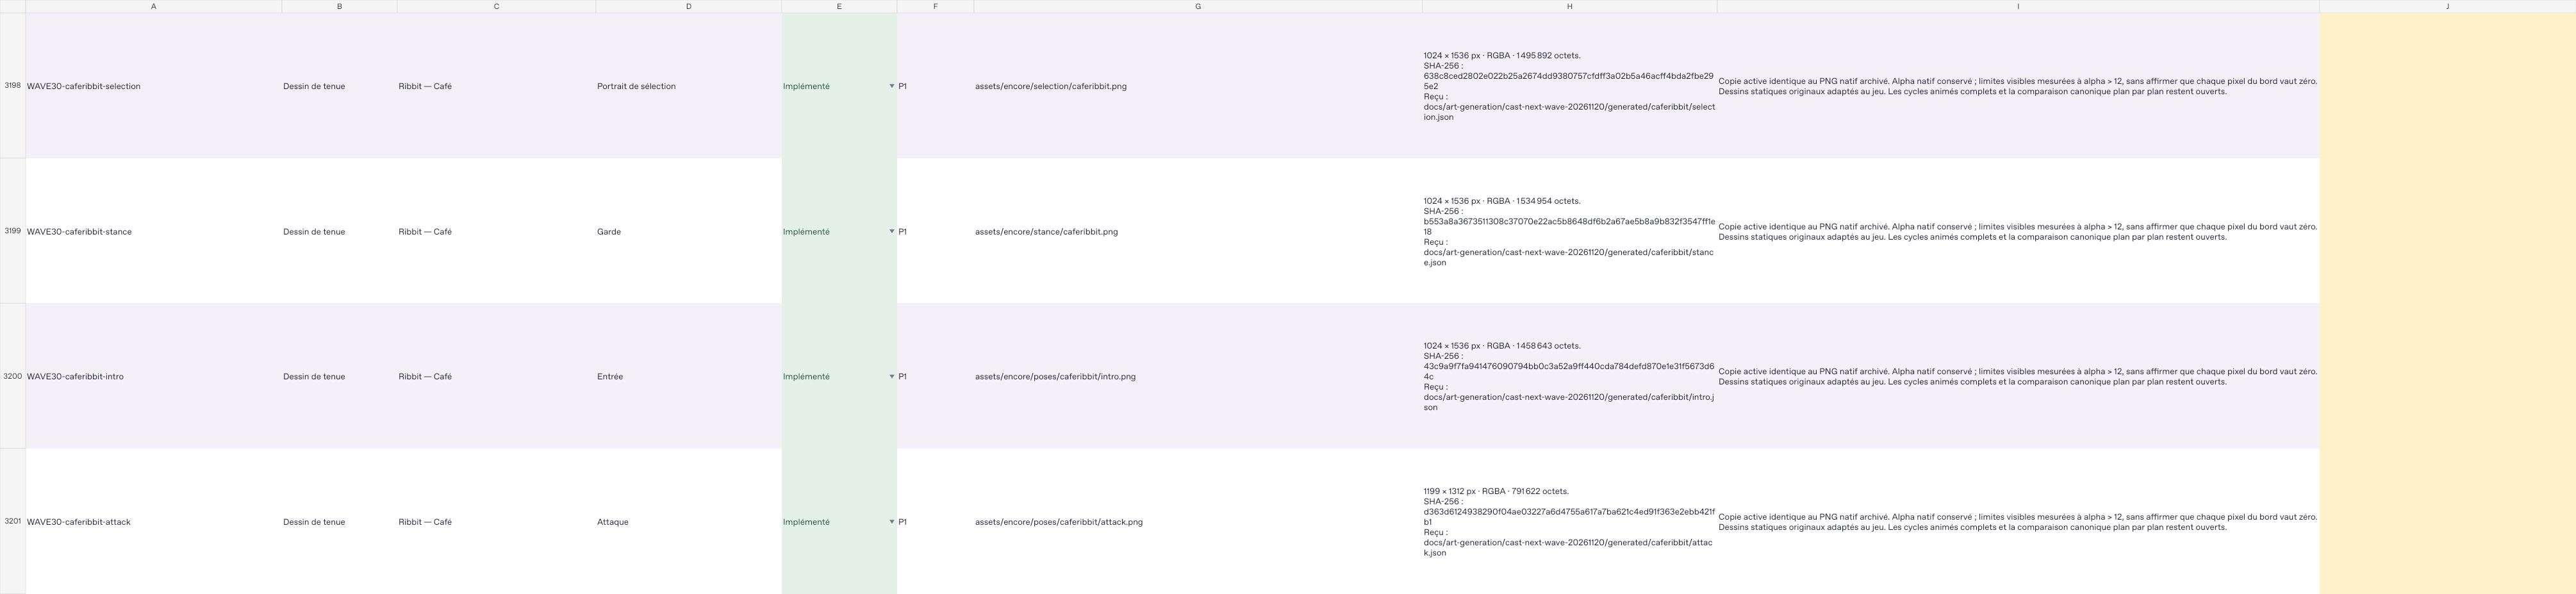 A B C D E F G H I J
3198 WAVE30-caferibbit-selection Dessin de tenue Ribbit — Café Portrait de sélection Implémenté P1 assets/encore/selection/caferibbit.png
1024 × 1536 px · RGBA · 1 495 892 octets.
SHA-256 :
638c8ced2802e022b25a2674dd9380757cfdff3a02b5a46acff4bda2fbe29
5e2
Reçu :
docs/art-generation/cast-next-wave-20261120/generated/caferibbit/select
ion.json
Copie active identique au PNG natif archivé. Alpha natif conservé ; limites visibles mesurées à alpha > 12, sans affirmer que chaque pixel du bord vaut zéro.
Dessins statiques originaux adaptés au jeu. Les cycles animés complets et la comparaison canonique plan par plan restent ouverts.
3199 WAVE30-caferibbit-stance Dessin de tenue Ribbit — Café Garde Implémenté P1 assets/encore/stance/caferibbit.png
1024 × 1536 px · RGBA · 1 534 954 octets.
SHA-256 :
b553a8a3673511308c37070e22ac5b8648df6b2a67ae5b8a9b832f3547ff1e
18
Reçu :
docs/art-generation/cast-next-wave-20261120/generated/caferibbit/stanc
e.json
Copie active identique au PNG natif archivé. Alpha natif conservé ; limites visibles mesurées à alpha > 12, sans affirmer que chaque pixel du bord vaut zéro.
Dessins statiques originaux adaptés au jeu. Les cycles animés complets et la comparaison canonique plan par plan restent ouverts.
3200 WAVE30-caferibbit-intro Dessin de tenue Ribbit — Café Entrée Implémenté P1 assets/encore/poses/caferibbit/intro.png
1024 × 1536 px · RGBA · 1 458 643 octets.
SHA-256 :
43c9a9f7fa941476090794bb0c3a52a9ff440cda784defd870e1e31f5673d6
4c
Reçu :
docs/art-generation/cast-next-wave-20261120/generated/caferibbit/intro.j
son
Copie active identique au PNG natif archivé. Alpha natif conservé ; limites visibles mesurées à alpha > 12, sans affirmer que chaque pixel du bord vaut zéro.
Dessins statiques originaux adaptés au jeu. Les cycles animés complets et la comparaison canonique plan par plan restent ouverts.
3201 WAVE30-caferibbit-attack Dessin de tenue Ribbit — Café Attaque Implémenté P1 assets/encore/poses/caferibbit/attack.png
1199 × 1312 px · RGBA · 791 622 octets.
SHA-256 :
d363d6124938290f04ae03227a6d4755a617a7ba621c4ed91f363e2ebb421f
b1
Reçu :
docs/art-generation/cast-next-wave-20261120/generated/caferibbit/attac
k.json
Copie active identique au PNG natif archivé. Alpha natif conservé ; limites visibles mesurées à alpha > 12, sans affirmer que chaque pixel du bord vaut zéro.
Dessins statiques originaux adaptés au jeu. Les cycles animés complets et la comparaison canonique plan par plan restent ouverts.